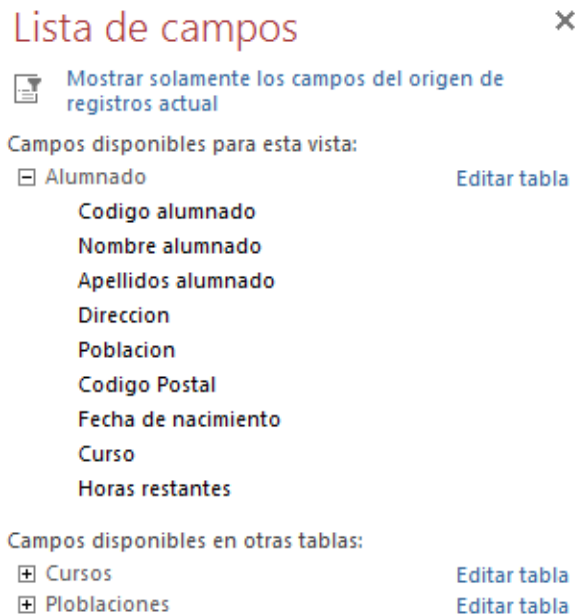 Lista de campos
Mostrar solamente los campos del origen de
registros actual
Campos disponibles para esta vista:
Alumnado Editar tabla
Codigo alumnado
Nombre alumnado
Apellidos alumnado
Direccion
Poblacion
Codigo Postal
Fecha de nacimiento
Curso
Horas restantes
Campos disponibles en otras tablas:
Cursos Editar tabla
Ploblaciones Editar tabla